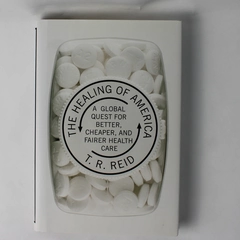 THE HEALING OF AMERICA
A GLOBAL
QUEST FOR
BETTER,
CHEAPER, AND
FAIRER HEALTH
CARE
T. R. REID